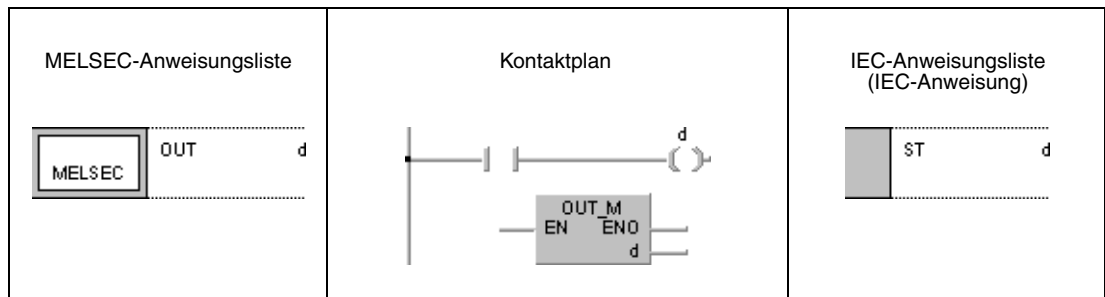 MELSEC-Anweisungsliste
MELSEC
OUT d
Kontaktplan
d
OUT_M
EN ENO
d
IEC-Anweisungsliste
(IEC-Anweisung)
ST d